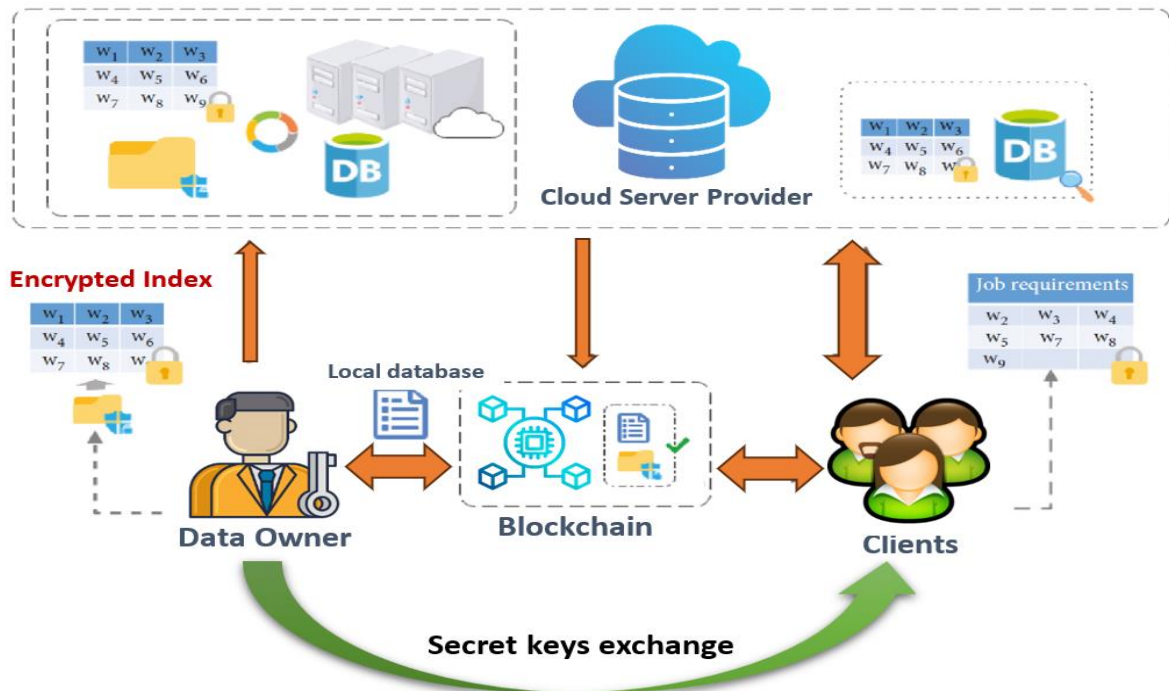 w₁ w₂ w₃
w₄ w₅ w₆
w₇ w₈ w₉
DB
Cloud Server Provider
w₁ w₂ w₃
w₄ w₅ w₆
w₇ w₈ w
DB
Encrypted Index
w₁ w₂ w₃
w₄ w₅ w₆
w₇ w₈ w
Job requirements
w₂ w₃ w₄
w₅ w₇ w₈
w₉
Local database
Data Owner
Blockchain
Clients
Secret keys exchange